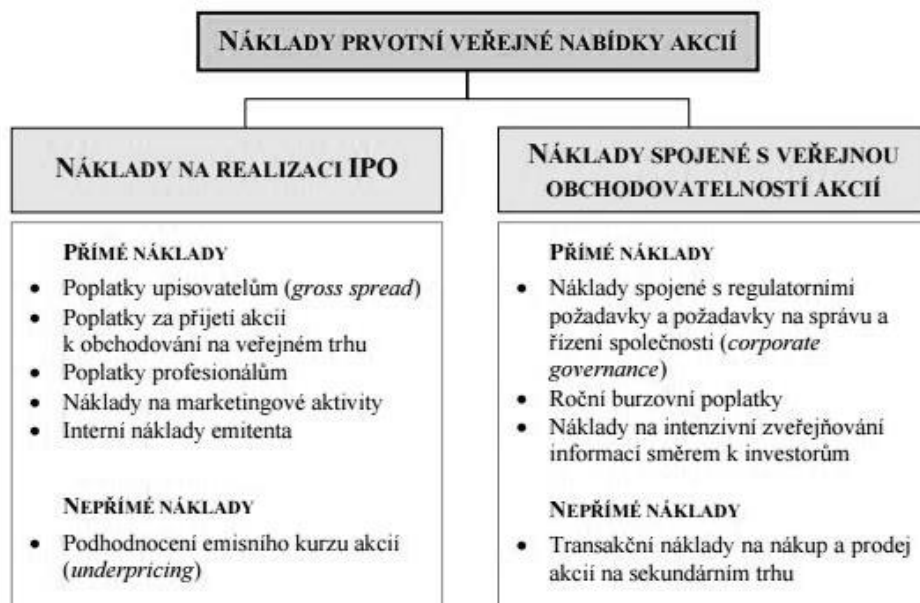 NÁKLADY PRVOTNÍ VEŘEJNÉ NABÍDKY AKCIÍ
NÁKLADY NA REALIZACI IPO
PŘÍMÉ NÁKLADY
• Poplatky upisovatelům (gross spread)
• Poplatky za přijetí akcií
k obchodování na veřejném trhu
• Poplatky profesionálům
• Náklady na marketingové aktivity
• Interní náklady emitenta
NEPŘÍMÉ NÁKLADY
• Podhodnocení emisního kurzu akcií
(underpricing)
NÁKLADY SPOJENÉ S VEŘEJNOU
OBCHODOVATELNOSTÍ AKCIÍ
PŘÍMÉ NÁKLADY
• Náklady spojené s regulatorními
požadavky a požadavky na správu a
řízení společnosti (corporate
governance)
• Roční burzovní poplatky
• Náklady na intenzivní zveřejňování
informací směrem k investorům
NEPŘÍMÉ NÁKLADY
• Transakční náklady na nákup a prodej
akcií na sekundárním trhu